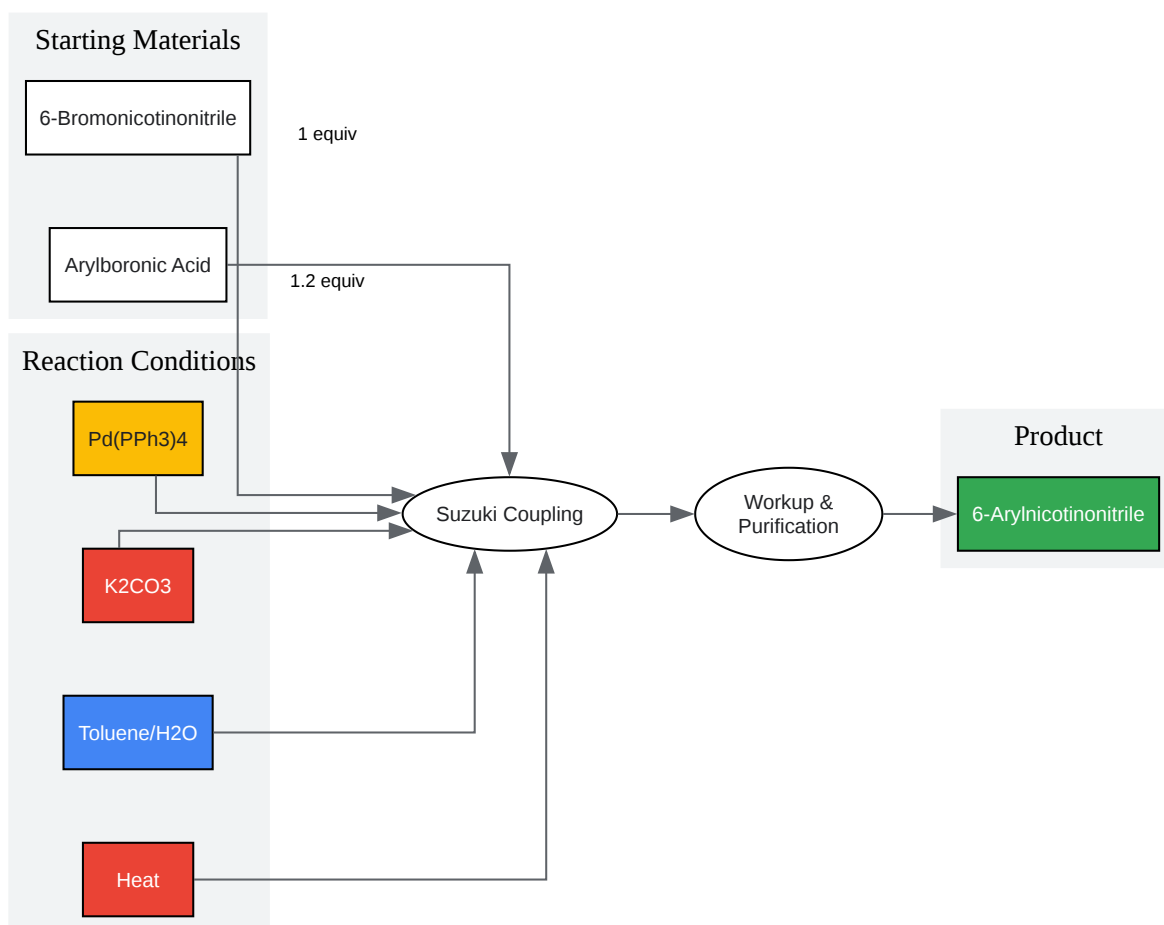 Starting Materials
6-Bromonicotinonitrile
1 equiv
Arylboronic Acid
1.2 equiv
Reaction Conditions
Pd(PPh3)4
K2CO3
Toluene/H2O
Heat
Suzuki Coupling
Workup &
Purification
Product
6-Arylnicotinonitrile